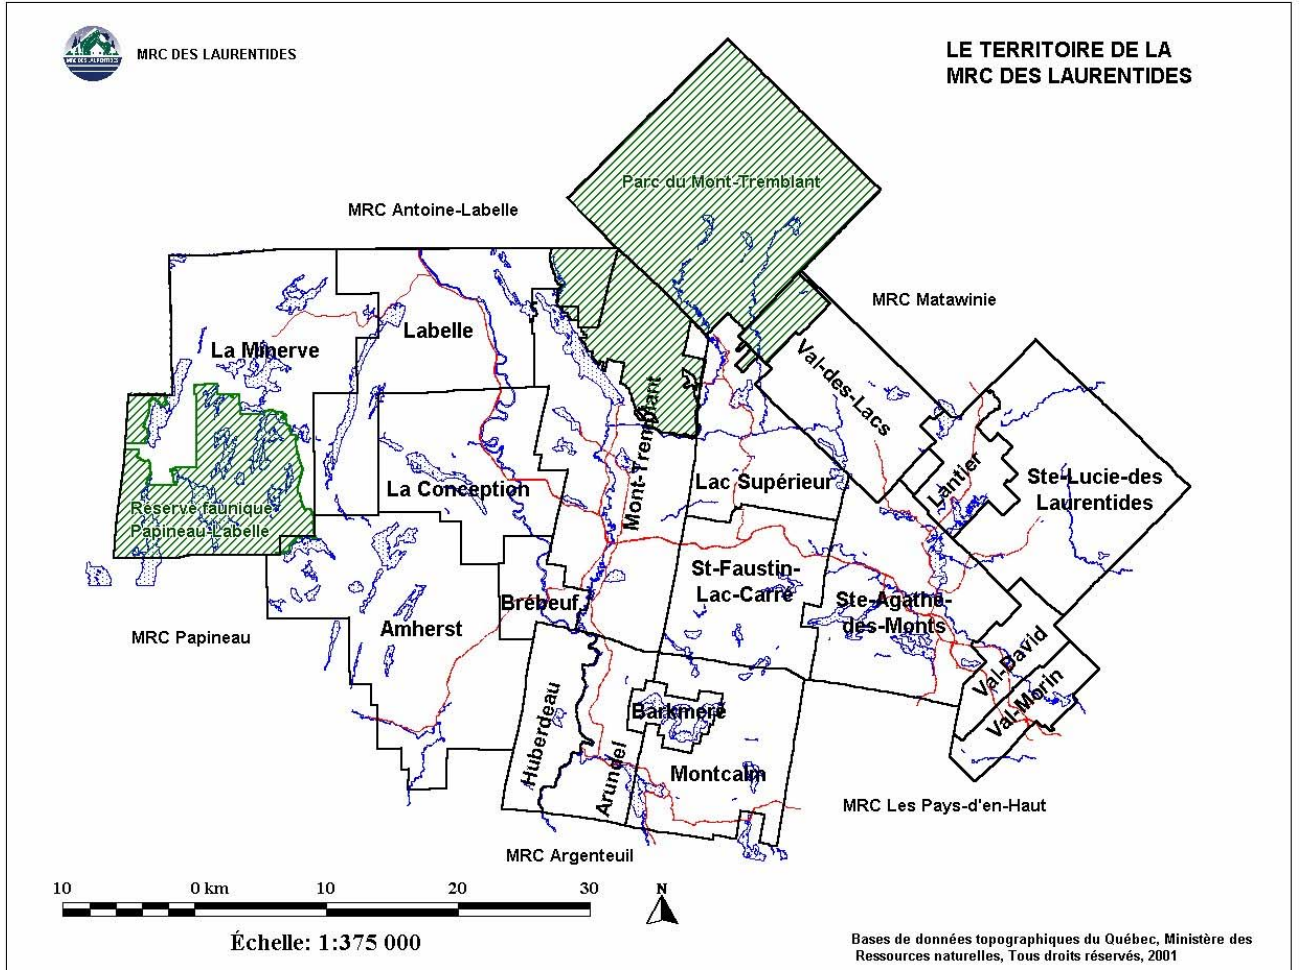 MRC DES LAURENTIDES
MRC DES LAURENTIDES
LE TERRITOIRE DE LA
MRC DES LAURENTIDES
Parc du Mont-Tremblant
MRC Antoine-Labelle
MRC Matawinie
Labelle
La Minerve
Val-des-Lacs
Mont-Tremblant
La Conception
Lac Supérieur
Lantier
Ste-Lucie-des
Laurentides
Réserve faunique
Papineau-Labelle
St-Faustin-
Lac-Carré
Brébeuf
Ste-Agathe-
des-Monts
Amherst
MRC Papineau
Val-David
Val-Morin
Huberdeau
Barkmere
Arundel
Montcalm
MRC Les Pays-d'en-Haut
MRC Argenteuil
10 0 km 10 20 30
N
Échelle: 1:375 000
Bases de données topographiques du Québec, Ministère des
Ressources naturelles, Tous droits réservés, 2001